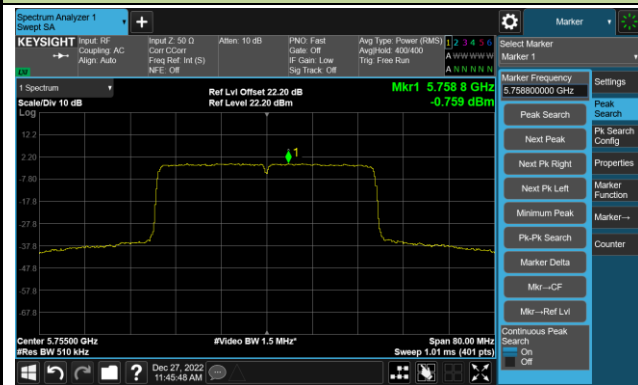 Spectrum Analyzer 1
Swept SA
Marker
KEYSIGHT Input: RF
Coupling: AC
Align: Auto
Input Z: 50 Ω
Corr CCorr
Freq Ref: Int (S)
NFE: Off
Atten: 10 dB
PNO: Fast
Gate: Off
IF Gain: Low
Sig Track: Off
Avg Type: Power (RMS)
Avg|Hold: 400/400
Trig: Free Run
1 2 3 4 5 6
A W W W W W
A N N N N N
LVI
Select Marker
Marker 1
1 Spectrum
Scale/Div 10 dB
Log
Ref Lvl Offset 22.20 dB
Ref Level 22.20 dBm
Mkr1 5.758 8 GHz
-0.759 dBm
12.2
2.20
-7.80
-17.8
-27.8
-37.8
-47.8
-57.8
-67.8
1
Center 5.75500 GHz
#Res BW 510 kHz
#Video BW 1.5 MHz*
Span 80.00 MHz
Sweep 1.01 ms (401 pts)
Marker Frequency
5.758800000 GHz
Peak Search
Next Peak
Next Pk Right
Next Pk Left
Minimum Peak
Pk-Pk Search
Marker Delta
Mkr→CF
Mkr→Ref Lvl
Continuous Peak
Search
On
Off
Settings
Peak
Search
Pk Search
Config
Properties
Marker
Function
Marker→
Counter
Dec 27, 2022
11:45:48 AM